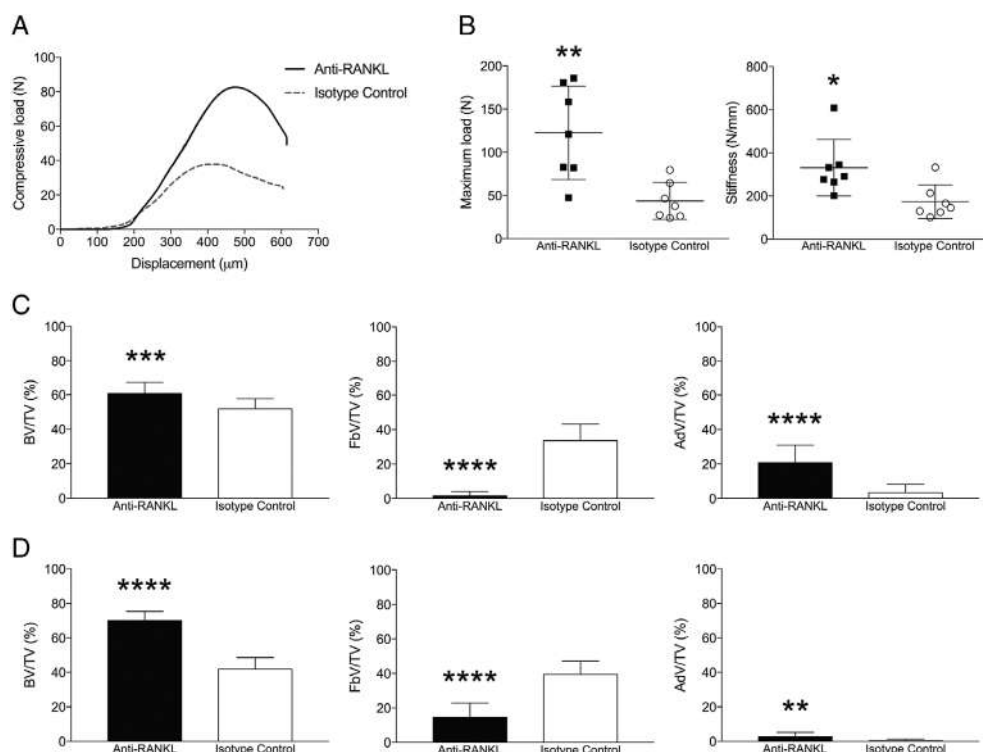 A
Compressive load (N)
100
80
60
40
20
0
0 100 200 300 400 500 600 700
Displacement (μm)
Anti-RANKL
Isotype Control
B
Maximum load (N)
200
150
100
50
0
**
Anti-RANKL Isotype Control
Stiffness (N/mm)
800
600
400
200
0
*
Anti-RANKL Isotype Control
C
BV/TV (%)
100
80
60
40
20
0
***
Anti-RANKL Isotype Control
FbV/TV (%)
100
80
60
40
20
0
****
Anti-RANKL Isotype Control
AdV/TV (%)
100
80
60
40
20
0
****
Anti-RANKL Isotype Control
D
BV/TV (%)
100
80
60
40
20
0
****
Anti-RANKL Isotype Control
FbV/TV (%)
100
80
60
40
20
0
****
Anti-RANKL Isotype Control
AdV/TV (%)
100
80
60
40
20
0
**
Anti-RANKL Isotype Control